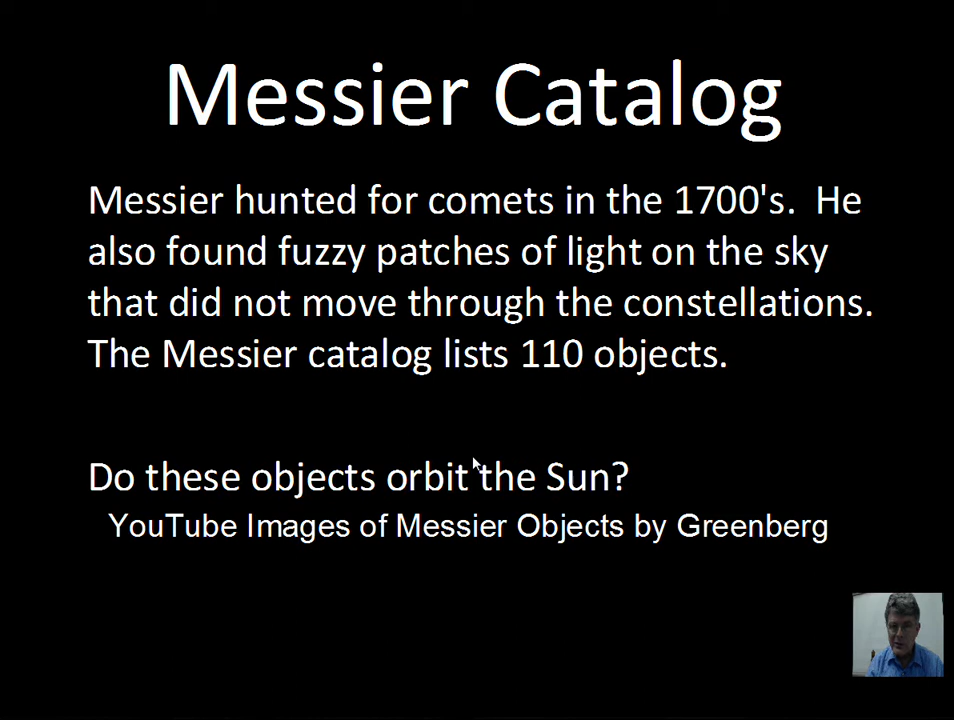 Messier Catalog
Messier hunted for comets in the 1700's.  He
also found fuzzy patches of light on the sky
that did not move through the constellations.
The Messier catalog lists 110 objects.
Do these objects orbit the Sun?
YouTube Images of Messier Objects by Greenberg